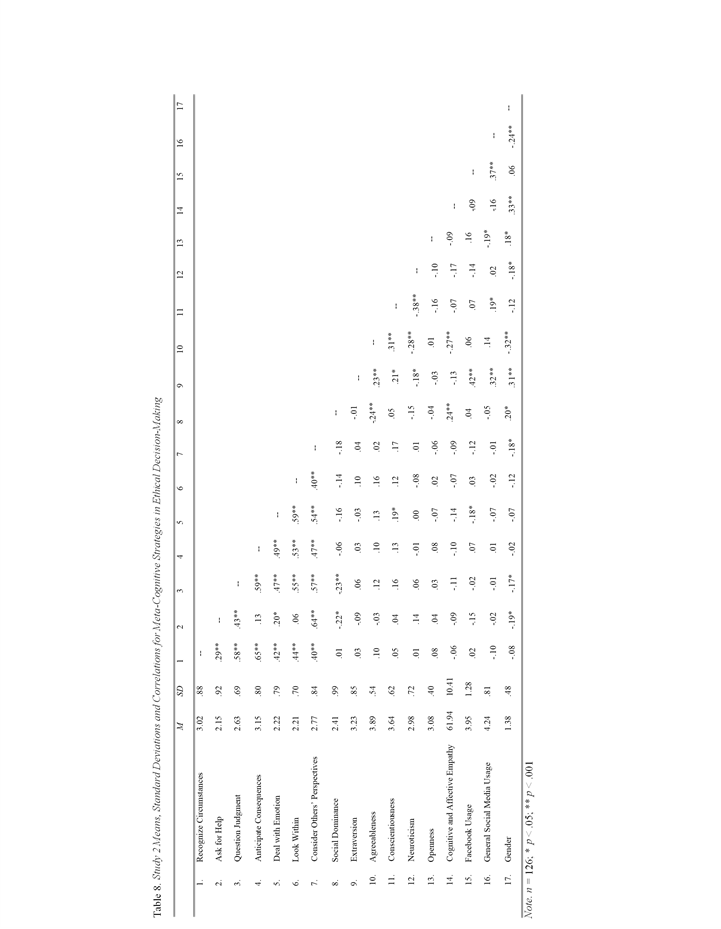 Table 8. Study 2 Means, Standard Deviations and Correlations for Meta-Cognitive Strategies in Ethical Decision-Making
M SD 1 2 3 4 5 6 7 8 9 10 11 12 13 14 15 16 17
1. Recognize Circumstances 3.02 .88 --
2. Ask for Help 2.15 .92 .29** --
3. Question Judgment 2.63 .69 .58** .43** --
4. Anticipate Consequences 3.15 .80 .65** .13 .59** --
5. Deal with Emotion 2.22 .79 .42** .20* .47** .49** --
6. Look Within 2.21 .70 .44** .06 .55** .53** .59** --
7. Consider Others' Perspectives 2.77 .84 .40** .64** .57** .47** .54** .40** --
8. Social Dominance 2.41 .99 .01 -.22* -.23** -.06 -.16 -.14 -.18 --
9. Extraversion 3.23 .85 .03 -.09 .06 .03 -.03 .10 .04 -.01 --
10. Agreeableness 3.89 .54 .10 -.03 .12 .10 .13 .16 .02 -.24** .23** --
11. Conscientiousness 3.64 .62 .05 .04 .16 .13 .19* .12 .17 .05 .21* .31** --
12. Neuroticism 2.98 .72 .01 .14 .06 -.01 .00 -.08 .01 -.15 -.18* -.28** -.38** --
13. Openness 3.08 .40 .08 .04 .03 .08 -.07 .02 -.06 -.04 -.03 .01 -.16 -.10 --
14. Cognitive and Affective Empathy 61.94 10.41 -.06 -.09 -.11 -.10 -.14 -.07 -.09 .24** -.13 -.27** -.07 -.17 -.09 --
15. Facebook Usage 3.95 1.28 .02 -.15 -.02 .07 -.18* .03 -.12 .04 .42** .06 .07 -.14 .16 -.09 --
16. General Social Media Usage 4.24 .81 -.10 -.02 -.01 .01 -.07 -.02 -.01 -.05 .32** .14 .19* .02 -.19* -.16 .37** --
17. Gender 1.38 .48 -.08 -.19* -.17* -.02 -.07 -.12 -.18* .20* .31** -.32** -.12 -.18* .18* .33** .06 -.24** --
Note. n = 126; * p < .05; ** p < .001